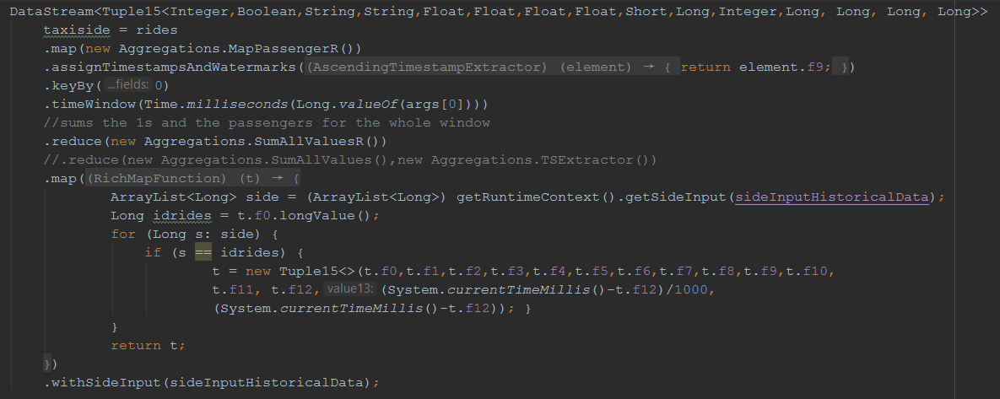 DataStream<Tuple15<Integer,Boolean,String,String,Float,Float,Float,Float,Short,Long,Integer,Long, Long, Long, Long>>
taxiside = rides
.map(new Aggregations.MapPassengerR())
.assignTimestampsAndWatermarks((AscendingTimestampExtractor) (element) → { return element.f9; })
.keyBy( ...fields: 0)
.timeWindow(Time.milliseconds(Long.valueOf(args[0])))
//sums the 1s and the passengers for the whole window
.reduce(new Aggregations.SumAllValuesR())
//.reduce(new Aggregations.SumAllValues(),new Aggregations.TSExtractor())
.map((RichMapFunction) (t) → {
ArrayList<Long> side = (ArrayList<Long>) getRuntimeContext().getSideInput(sideInputHistoricalData);
Long idrides = t.f0.longValue();
for (Long s: side) {
if (s == idrides) {
t = new Tuple15<>(t.f0,t.f1,t.f2,t.f3,t.f4,t.f5,t.f6,t.f7,t.f8,t.f9,t.f10,
t.f11, t.f12, value13: (System.currentTimeMillis()-t.f12)/1000,
(System.currentTimeMillis()-t.f12)); }
}
return t;
})
.withSideInput(sideInputHistoricalData);